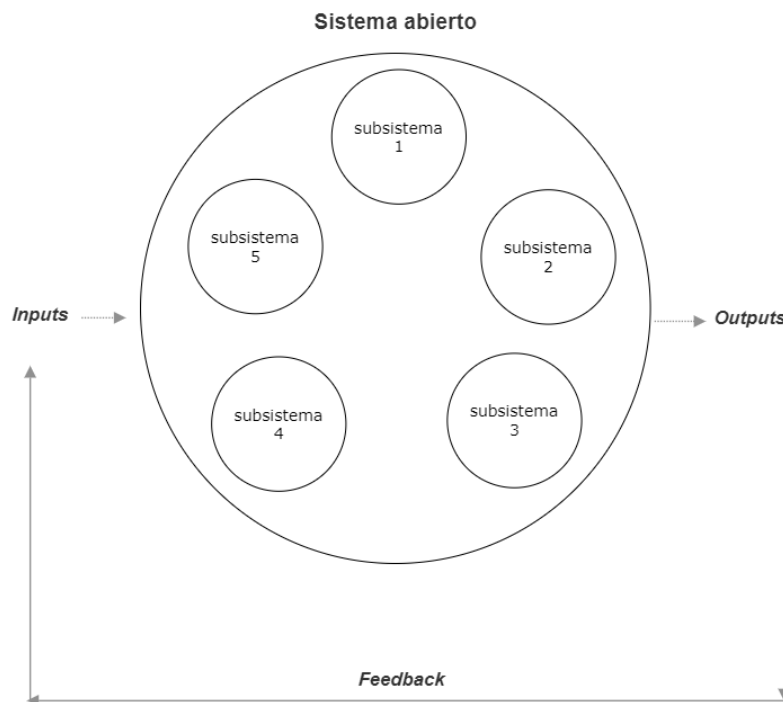 Sistema abierto
subsistema
1
subsistema
5
subsistema
2
Inputs
Outputs
subsistema
4
subsistema
3
Feedback